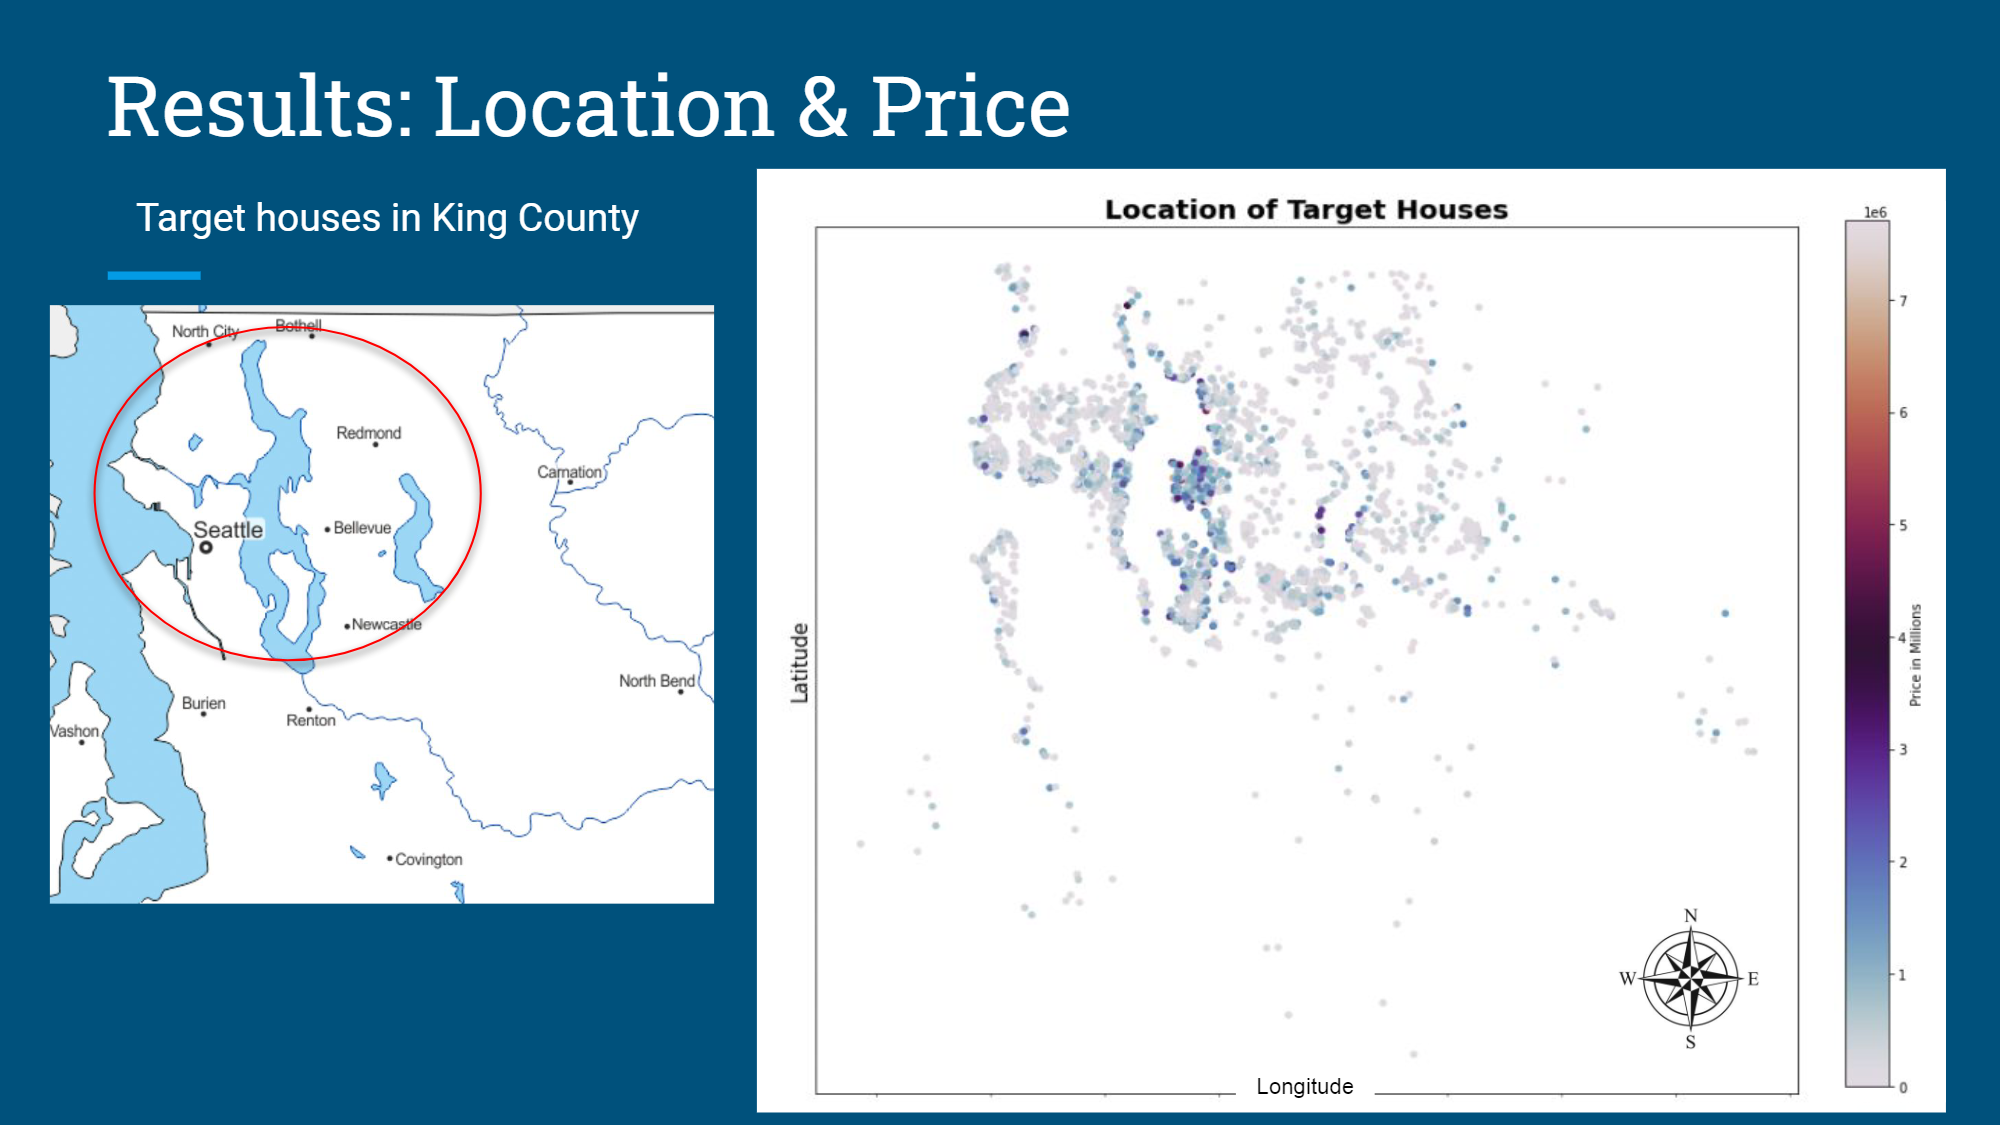 Results: Location & Price
Target houses in King County
North City
Bothell
Redmond
Carnation
Seattle
Bellevue
Newcastle
North Bend
Burien
Renton
Vashon
Covington
Location of Target Houses
1e6
7
6
5
4
3
2
1
0
Price in Millions
Latitude
Longitude
N
W
E
S